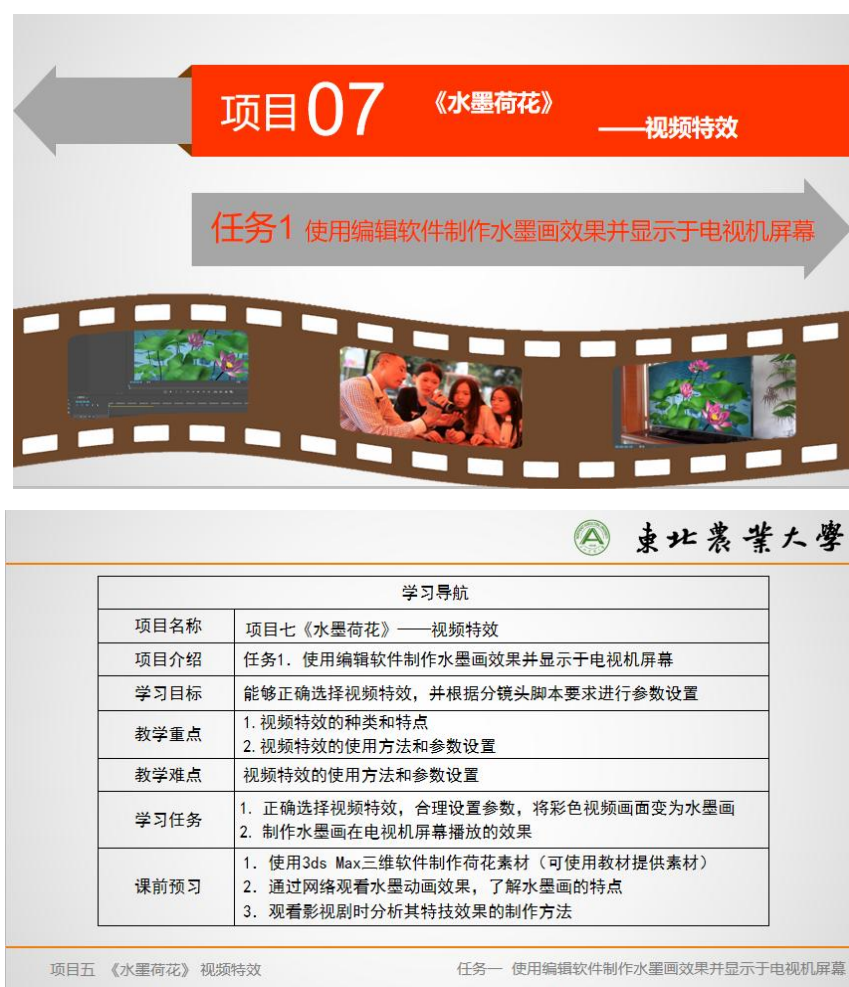 项目07
《水墨荷花》
——视频特效
任务1 使用编辑软件制作水墨画效果并显示于电视机屏幕
東北農業大學
学习导航
项目名称
项目七《水墨荷花》——视频特效
项目介绍
任务1. 使用编辑软件制作水墨画效果并显示于电视机屏幕
学习目标
能够正确选择视频特效，并根据分镜头脚本要求进行参数设置
教学重点
1.视频特效的种类和特点
2.视频特效的使用方法和参数设置
教学难点
视频特效的使用方法和参数设置
学习任务
1. 正确选择视频特效，合理设置参数，将彩色视频画面变为水墨画
2. 制作水墨画在电视机屏幕播放的效果
课前预习
1. 使用3ds Max三维软件制作荷花素材（可使用教材提供素材）
2. 通过网络观看水墨动画效果，了解水墨画的特点
3. 观看影视剧时分析其特技效果的制作方法
项目五 《水墨荷花》 视频特效
任务一 使用编辑软件制作水墨画效果并显示于电视机屏幕